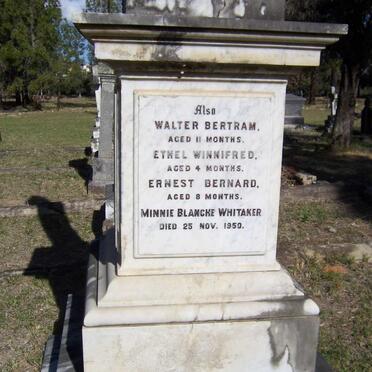 Also
WALTER BERTRAM,
AGED 11 MONTHS.
ETHEL WINNIFRED,
AGED 4 MONTHS.
ERNEST BERNARD,
AGED 8 MONTHS.
MINNIE BLANCHE WHITAKER
DIED 25 NOV. 1950.